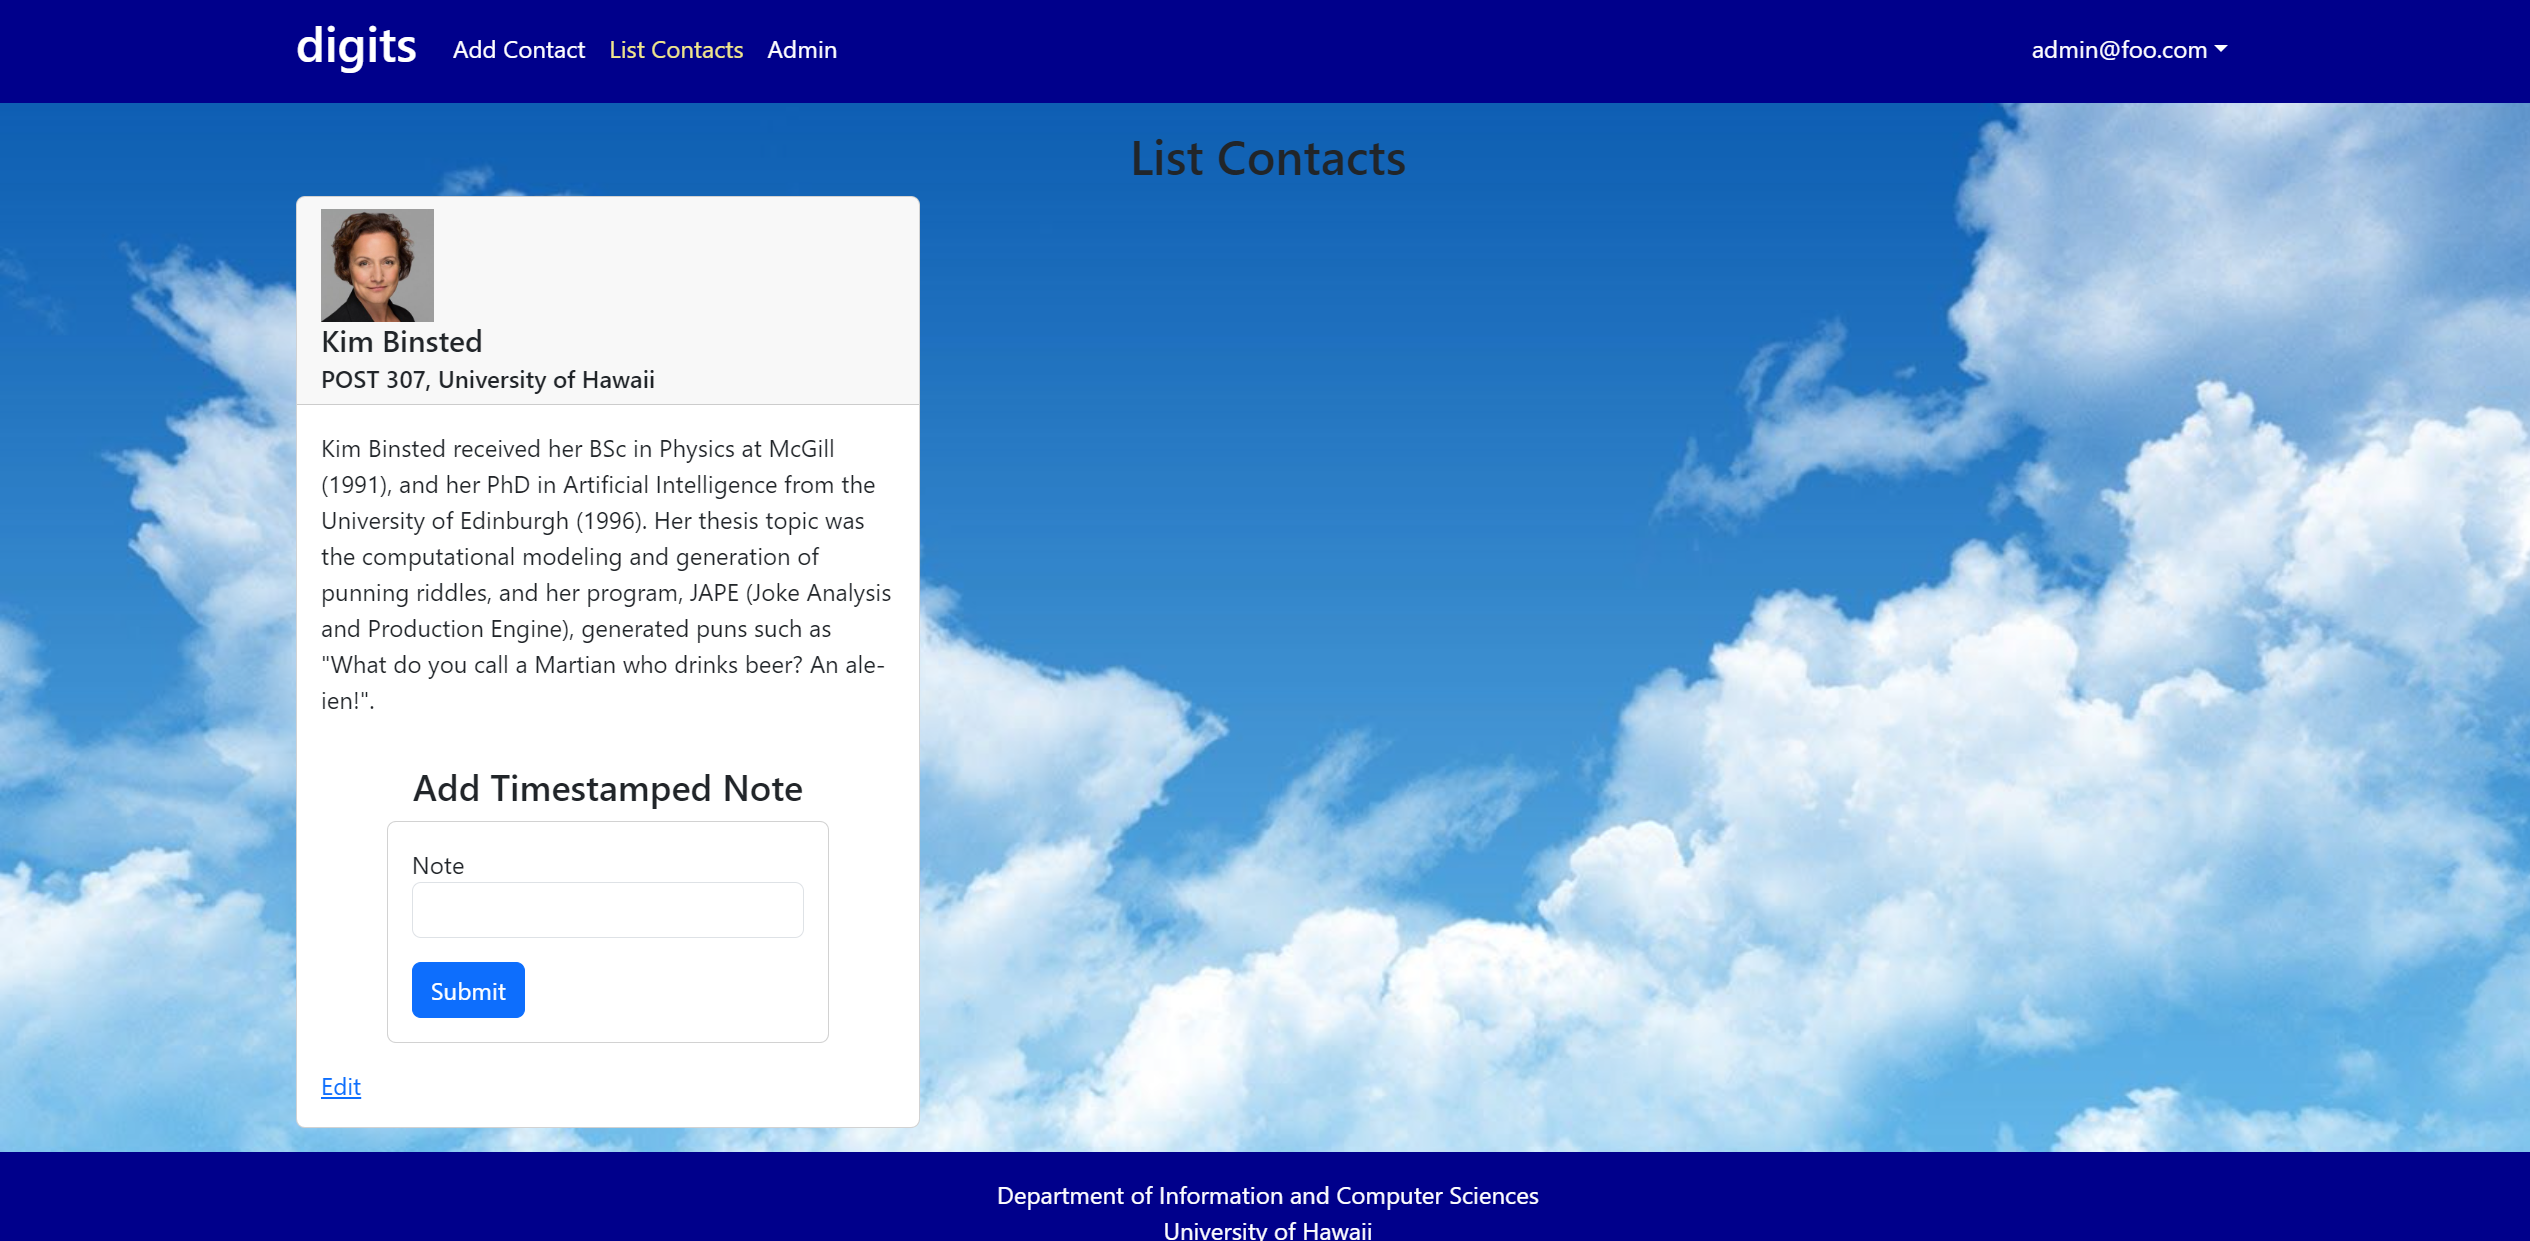 digits Add Contact List Contacts Admin admin@foo.com
List Contacts
Kim Binsted
POST 307, University of Hawaii
Kim Binsted received her BSc in Physics at McGill
(1991), and her PhD in Artificial Intelligence from the
University of Edinburgh (1996). Her thesis topic was
the computational modeling and generation of
punning riddles, and her program, JAPE (Joke Analysis
and Production Engine), generated puns such as
"What do you call a Martian who drinks beer? An ale-
ien!".
Add Timestamped Note
Note
Submit
Edit
Department of Information and Computer Sciences
University of Hawaii